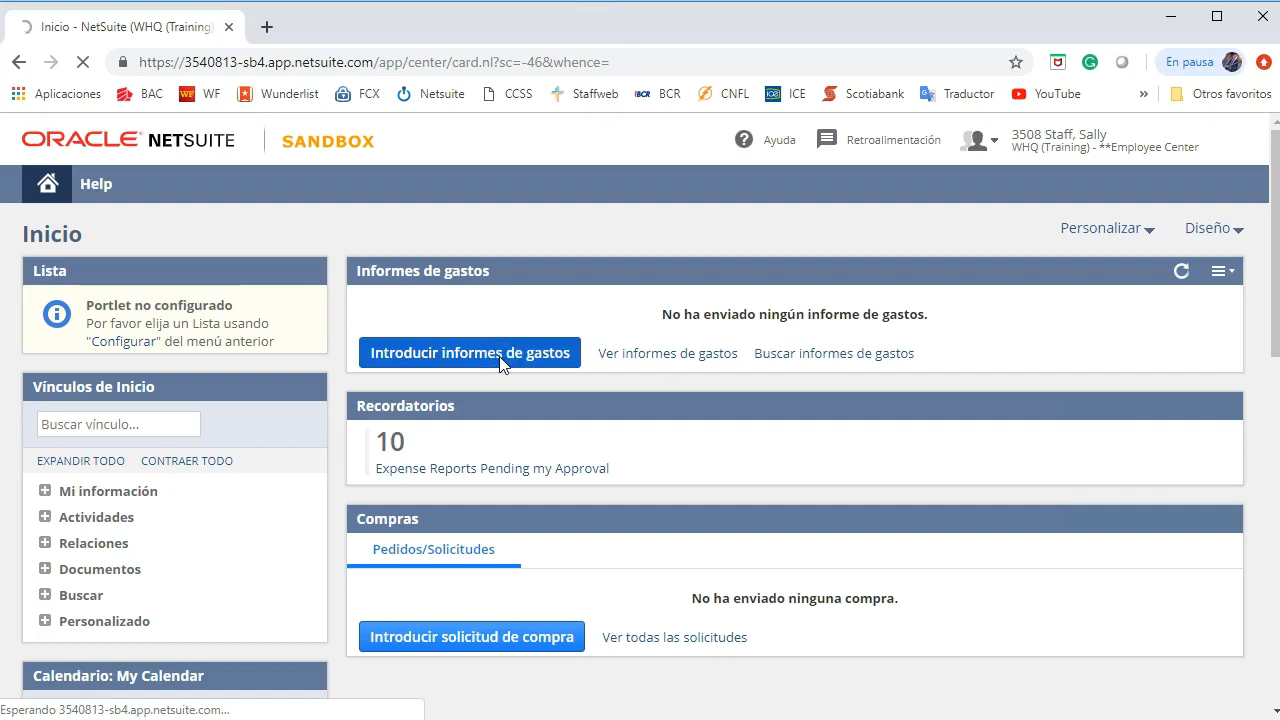 Inicio - NetSuite (WHQ (Training)
https://3540813-sb4.app.netsuite.com/app/center/card.nl?sc=-46&whence=
En pausa
Aplicaciones
BAC
WF WF
Wunderlist
FCX
Netsuite
CCSS
Staffweb
BCR BCR
CNFL
ICE ICE
Scotiabank
Traductor
YouTube
»
Otros favoritos
ORACLE NETSUITE
SANDBOX
? Ayuda
Retroalimentación
3508 Staff, Sally
WHQ (Training) - **Employee Center
Help
Inicio
Personalizar
Diseño
Lista
Portlet no configurado
Por favor elija un Lista usando
"Configurar" del menú anterior
Vínculos de Inicio
Buscar vínculo...
EXPANDIR TODO CONTRAER TODO
Mi información
Actividades
Relaciones
Documentos
Buscar
Personalizado
Calendario: My Calendar
Informes de gastos
No ha enviado ningún informe de gastos.
Introducir informes de gastos
Ver informes de gastos
Buscar informes de gastos
Recordatorios
10
Expense Reports Pending my Approval
Compras
Pedidos/Solicitudes
No ha enviado ninguna compra.
Introducir solicitud de compra
Ver todas las solicitudes
Esperando 3540813-sb4.app.netsuite.com...